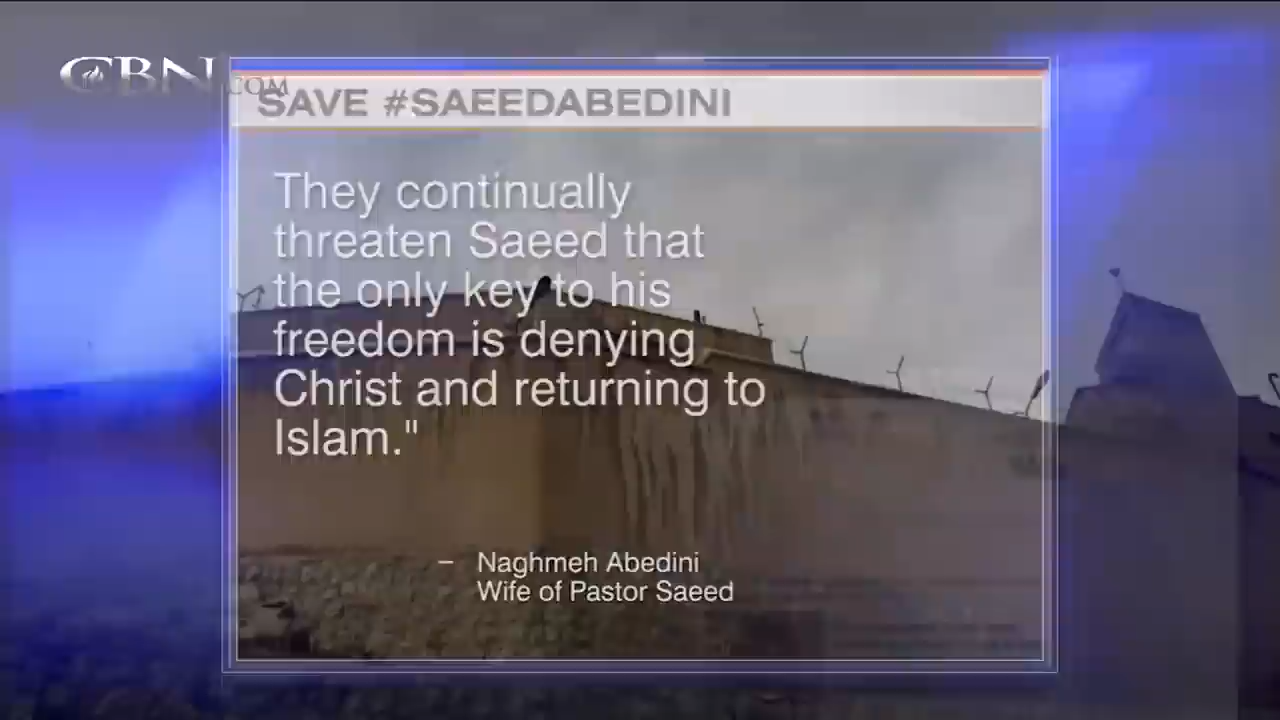 CBN.COM
SAVE #SAEEDABEDINI
They continually
threaten Saeed that
the only key to his
freedom is denying
Christ and returning to
Islam."
– Naghmeh Abedini
Wife of Pastor Saeed